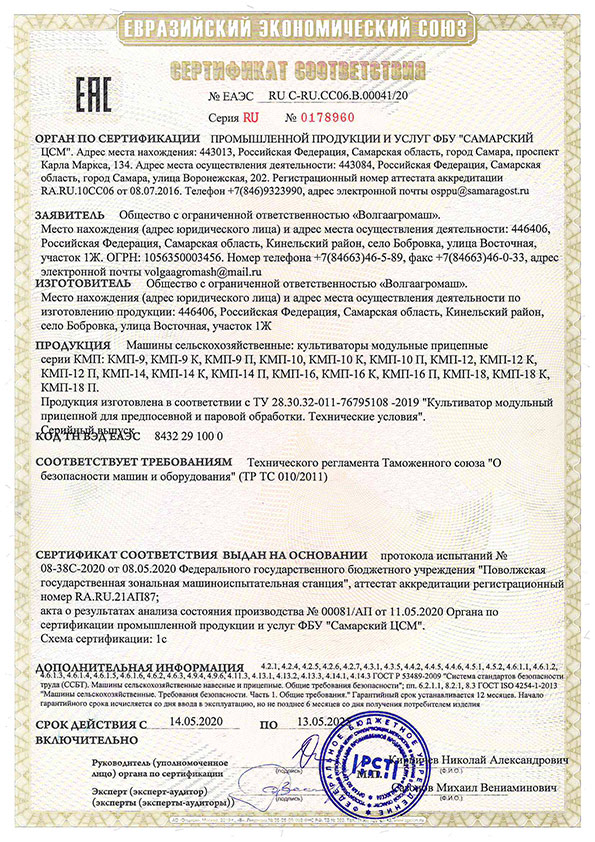 ЕВРАЗИЙСКИЙ ЭКОНОМИЧЕСКИЙ СОЮЗ
СЕРТИФИКАТ СООТВЕТСТВИЯ
ЕАС
№ ЕАЭС RU С-RU.СС06.В.00041/20
Серия RU № 0178960
ОРГАН ПО СЕРТИФИКАЦИИ ПРОМЫШЛЕННОЙ ПРОДУКЦИИ И УСЛУГ ФБУ "САМАРСКИЙ
ЦСМ". Адрес места нахождения: 443013, Российская Федерация, Самарская область, город Самара, проспект
Карла Маркса, 134. Адрес места осуществления деятельности: 443084, Российская Федерация, Самарская
область, город Самара, улица Воронежская, 202. Регистрационный номер аттестата аккредитации
RA.RU.10СС06 от 08.07.2016. Телефон +7(846)9323990, адрес электронной почты osppu@samaragost.ru
ЗАЯВИТЕЛЬ Общество с ограниченной ответственностью «Волгаагромаш».
Место нахождения (адрес юридического лица) и адрес места осуществления деятельности: 446406,
Российская Федерация, Самарская область, Кинельский район, село Бобровка, улица Восточная,
участок 1Ж. ОГРН: 1056350003456. Номер телефона +7(84663)46-5-89, факс +7(84663)46-0-33, адрес
электронной почты volgaagromash@mail.ru
ИЗГОТОВИТЕЛЬ Общество с ограниченной ответственностью «Волгаагромаш».
Место нахождения (адрес юридического лица) и адрес места осуществления деятельности по
изготовлению продукции: 446406, Российская Федерация, Самарская область, Кинельский район,
село Бобровка, улица Восточная, участок 1Ж
ПРОДУКЦИЯ Машины сельскохозяйственные: культиваторы модульные прицепные
серии КМП: КМП-9, КМП-9 К, КМП-9 П, КМП-10, КМП-10 К, КМП-10 П, КМП-12, КМП-12 К,
КМП-12 П, КМП-14, КМП-14 К, КМП-14 П, КМП-16, КМП-16 К, КМП-16 П, КМП-18, КМП-18 К,
КМП-18 П.
Продукция изготовлена в соответствии с ТУ 28.30.32-011-76795108 -2019 "Культиватор модульный
прицепной для предпосевной и паровой обработки. Технические условия".
Серийный выпуск
КОД ТН ВЭД ЕАЭС 8432 29 100 0
СООТВЕТСТВУЕТ ТРЕБОВАНИЯМ Технического регламента Таможенного союза "О
безопасности машин и оборудования" (ТР ТС 010/2011)
СЕРТИФИКАТ СООТВЕТСТВИЯ ВЫДАН НА ОСНОВАНИИ протокола испытаний №
08-38С-2020 от 08.05.2020 Федерального государственного бюджетного учреждения "Поволжская
государственная зональная машиноиспытательная станция", аттестат аккредитации регистрационный
номер RA.RU.21АП87;
акта о результатах анализа состояния производства № 00081/АП от 11.05.2020 Органа по
сертификации промышленной продукции и услуг ФБУ "Самарский ЦСМ".
Схема сертификации: 1с
ДОПОЛНИТЕЛЬНАЯ ИНФОРМАЦИЯ 4.2.1, 4.2.4, 4.2.5, 4.2.6, 4.2.7, 4.3.1, 4.3.5, 4.4.2, 4.4.5, 4.4.6, 4.5.1, 4.5.2, 4.6.1.1, 4.6.1.2,
4.6.1.3, 4.6.1.4, 4.6.1.5, 4.6.1.6, 4.6.2, 4.6.3, 4.9.4, 4.9.6, 4.11.3, 4.13.1, 4.13.2, 4.13.3, 4.14.1, 4.14.3 ГОСТ Р 53489-2009 "Система стандартов безопасности
труда (ССБТ). Машины сельскохозяйственные навесные и прицепные. Общие требования безопасности"; пп. 6.2.1.1, 8.2.1, 8.3 ГОСТ ISO 4254-1-2013
"Машины сельскохозяйственные. Требования безопасности. Часть 1. Общие требования." Гарантийный срок устанавливается 12 месяцев. Начало
гарантийного срока исчисляется со дня ввода в эксплуатацию, но не позднее 6 месяцев со дня получения потребителем изделия
СРОК ДЕЙСТВИЯ С 14.05.2020 ПО 13.05.
ВКЛЮЧИТЕЛЬНО
Руководитель (уполномоченное
лицо) органа по сертификации (подпись) М.П. Николай Александрович
(Ф.И.О.)
Эксперт (эксперт-аудитор)
(эксперты (эксперты-аудиторы)) (подпись) Михаил Вениаминович
(Ф.И.О.)